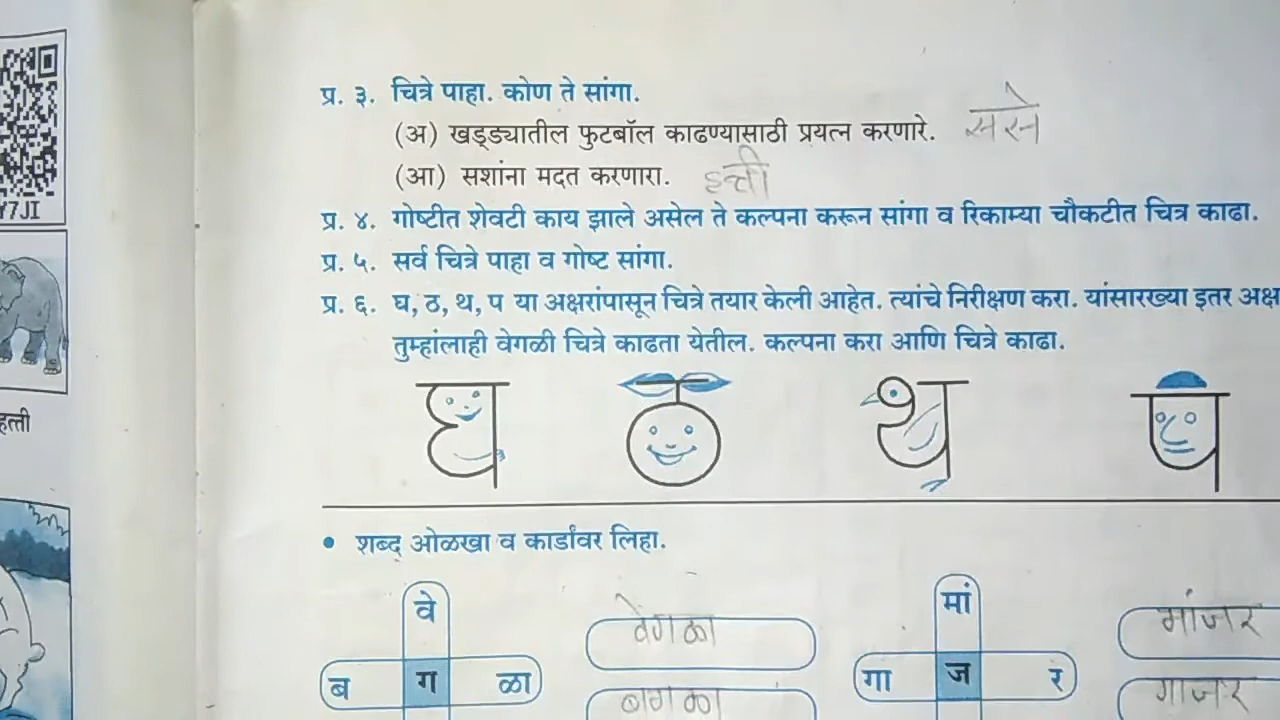 Y7JI
हत्ती
प्र. ३. चित्रे पाहा. कोण ते सांगा.
(अ) खड्ड्यातील फुटबॉल काढण्यासाठी प्रयत्न करणारे. ससे
(आ) सशांना मदत करणारा. हत्ती
प्र. ४. गोष्टीत शेवटी काय झाले असेल ते कल्पना करून सांगा व रिकाम्या चौकटीत चित्र काढा.
प्र. ५. सर्व चित्रे पाहा व गोष्ट सांगा.
प्र. ६. घ, ठ, थ, प या अक्षरांपासून चित्रे तयार केली आहेत. त्यांचे निरीक्षण करा. यांसारख्या इतर अक्ष
तुम्हांलाही वेगळी चित्रे काढता येतील. कल्पना करा आणि चित्रे काढा.
घ ठ थ प
• शब्द ओळखा व कार्डांवर लिहा.
वे वेगळा मां मांजर
ब ग ळा बगळा गा ज र गाजर